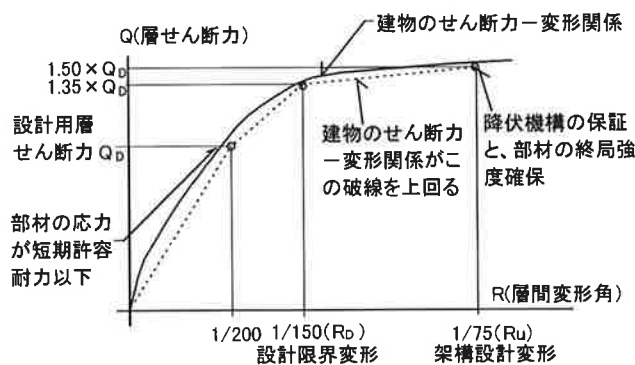 Q(層せん断力)
建物のせん断力－変形関係
1.50×QD
1.35×QD
設計用層
せん断力 QD
建物のせん断力
－変形関係がこ
の破線を上回る
降伏機構の保証
と、部材の終局強
度確保
部材の応力
が短期許容
耐力以下
R(層間変形角)
1/200
1/150(RD)
設計限界変形
1/75(Ru)
架構設計変形